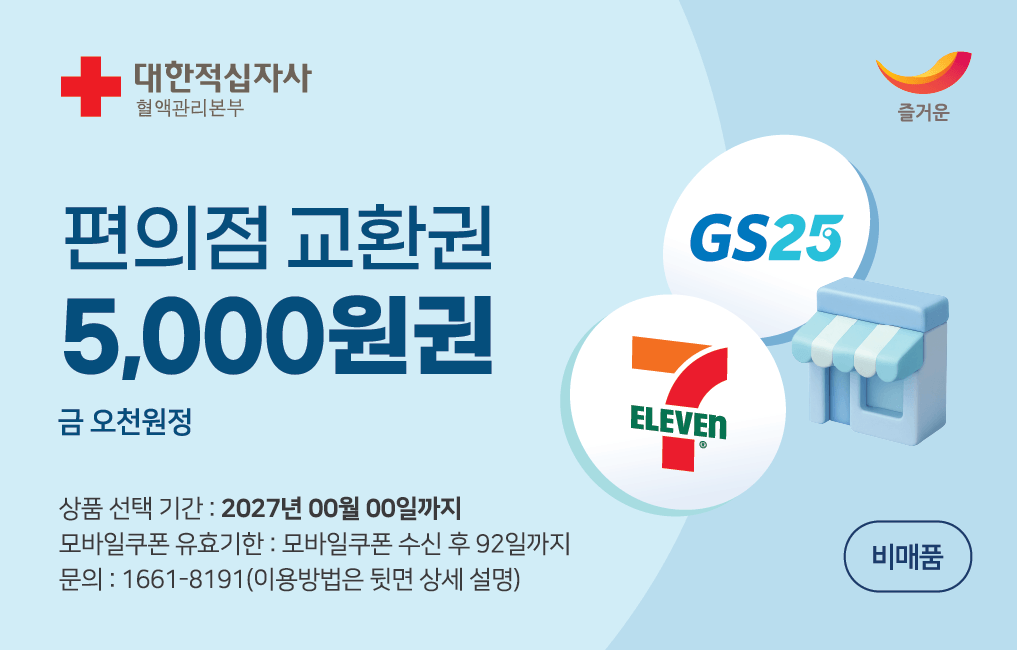 대한적십자사
혈액관리본부
즐거운
편의점 교환권
5,000원권
금 오천원정
GS25
7
ELEVEn
®
상품 선택 기간 : 2027년 00월 00일까지
모바일쿠폰 유효기한 : 모바일쿠폰 수신 후 92일까지
문의 : 1661-8191(이용방법은 뒷면 상세 설명)
비매품